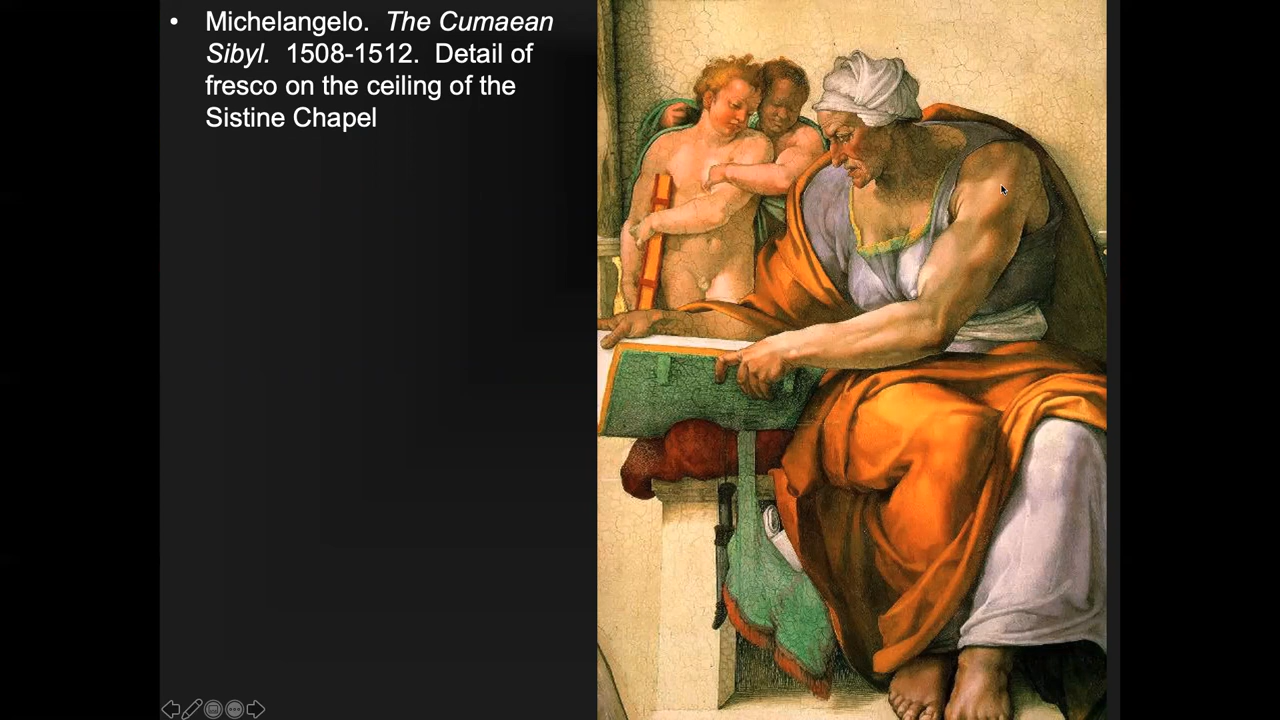 • Michelangelo. The Cumaean
Sibyl. 1508-1512. Detail of
fresco on the ceiling of the
Sistine Chapel